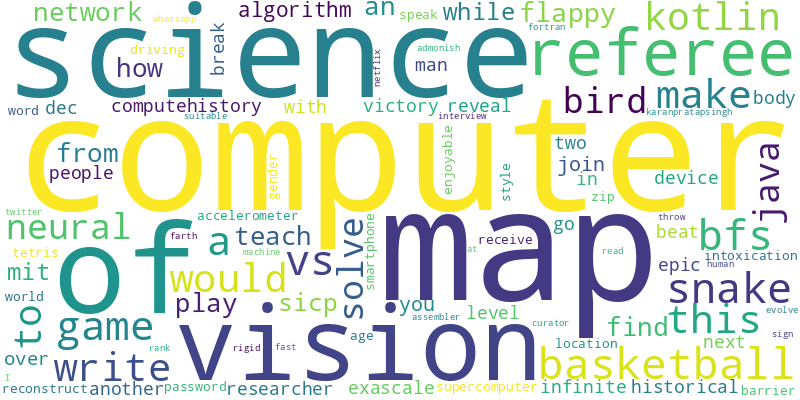 network algorithm an while flappy kotlin
whatsapp speak fortran
science referee
driving how break netflix admonish man
bird make body
word dec computehistory with victory reveal
suitable interview karanpratapsingh
computer
from people gender enjoyable style two join in zip device java
twitter accelerometer go throw
neural a teach solve smartphone map receive beat bfs
tetris of vs at read
farth machine
mit would epic intoxication human
world to play sicp you snake
game level find this evolve
assembler curator next sign
over write rank vision age location
rigid fast basketball
I
reconstruct another password researcher exascale supercomputer infinite historical barrier